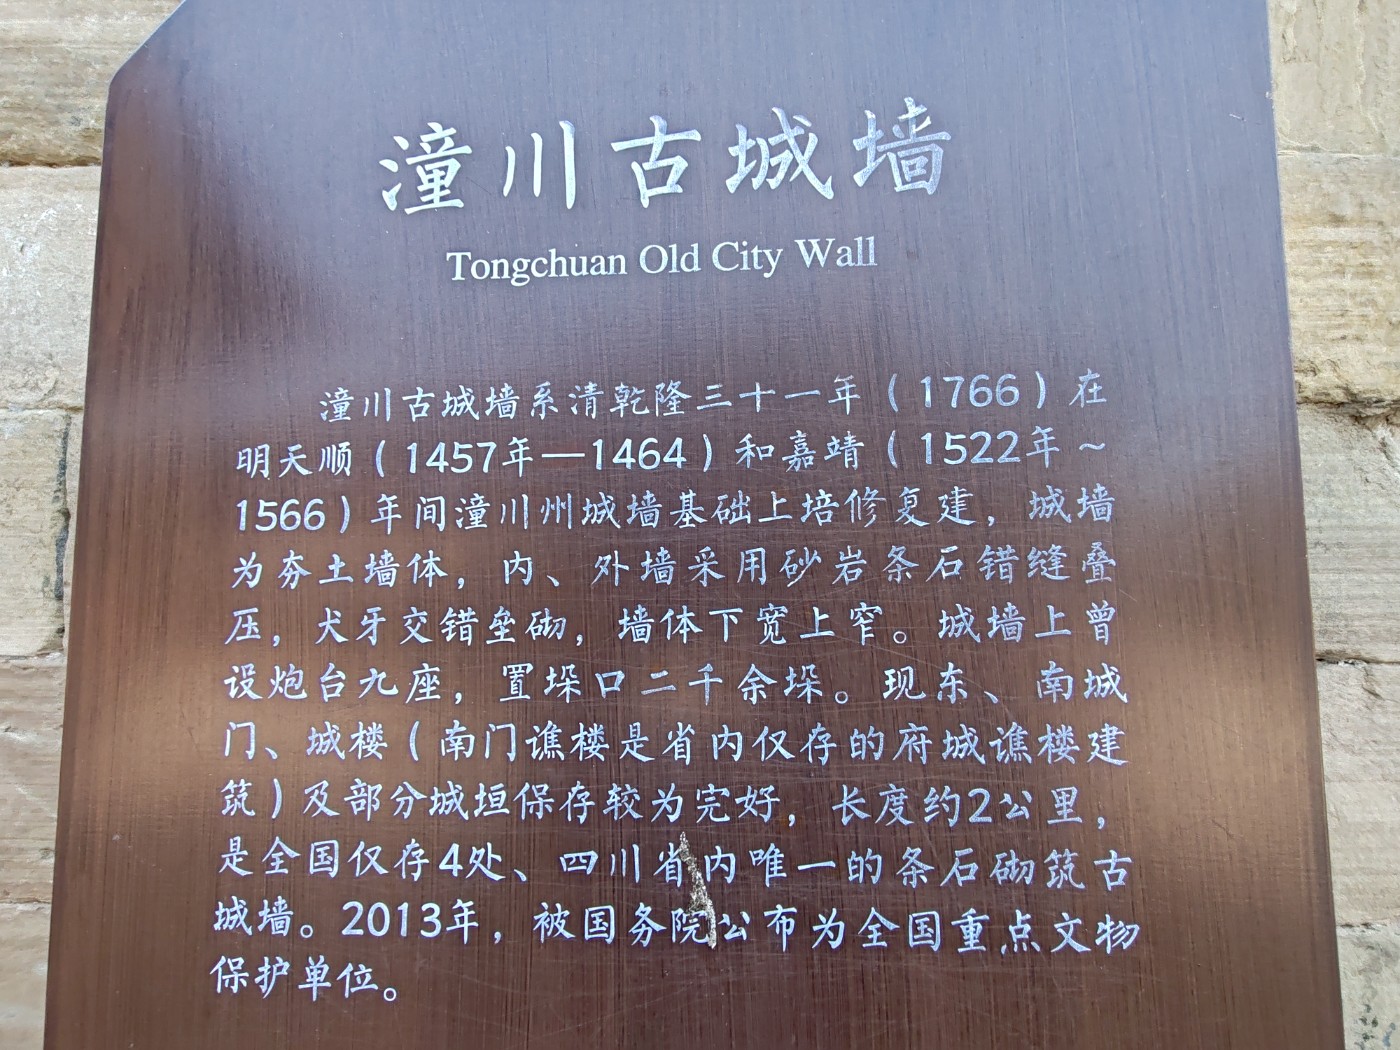 潼川古城墙
Tongchuan Old City Wall
潼川古城墙系清乾隆三十一年（1766）在
明天顺（1457年—1464）和嘉靖（1522年～
1566）年间潼川州城墙基础上培修复建，城墙
为夯土墙体，内、外墙采用砂岩条石错缝叠
压，犬牙交错垒砌，墙体下宽上窄。城墙上曾
设炮台九座，置垛口二千余垛。现东、南城
门、城楼（南门谯楼是省内仅存的府城谯楼建
筑）及部分城垣保存较为完好，长度约2公里，
是全国仅存4处、四川省内唯一的条石砌筑古
城墙。2013年，被国务院公布为全国重点文物
保护单位。